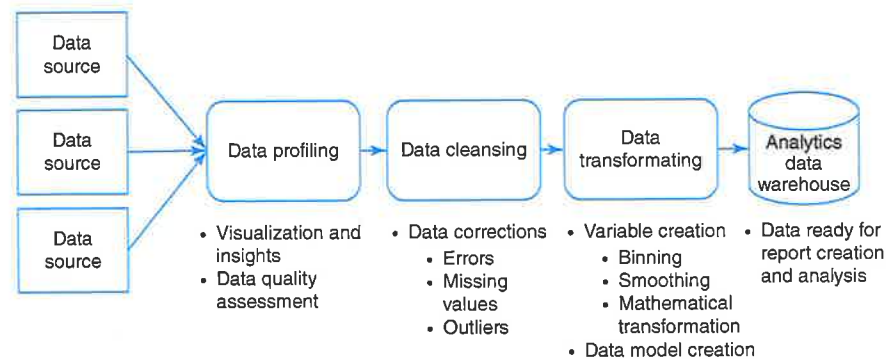 Data
source
Data
source
Data
source
Data profiling
Data cleansing
Data
transformating
Analytics
data
warehouse
• Visualization and
insights
• Data quality
assessment
• Data corrections
• Errors
• Missing
values
• Outliers
• Variable creation
• Binning
• Smoothing
• Mathematical
transformation
• Data model creation
• Data ready for
report creation
and analysis